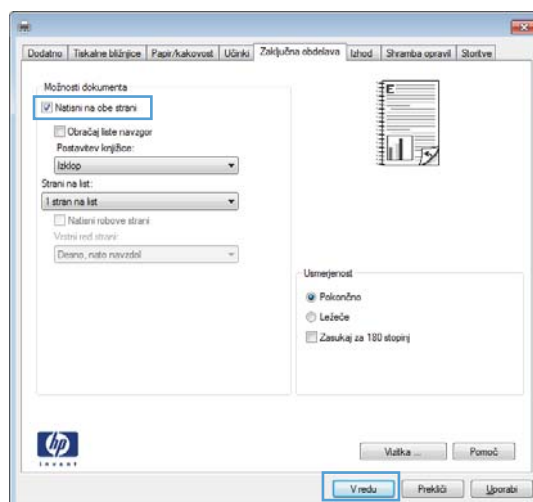 Dodatno Tiskalne bližnjice Papir/kakovost Učinki Zaključna obdelava Izhod Shramba opravil Storitve
Možnosti dokumenta
Natisni na obe strani
Obračaj liste navzgor
Postavitev knjižice:
Izklop
Strani na list:
1 stran na list
Natisni robove strani
Vrstni red strani:
Desno, nato navzdol
Usmerjenost
Pokončno
Ležeče
Zasukaj za 180 stopinj
hp
invent
Vizitka ... Pomoč
V redu Prekliči Uporabi